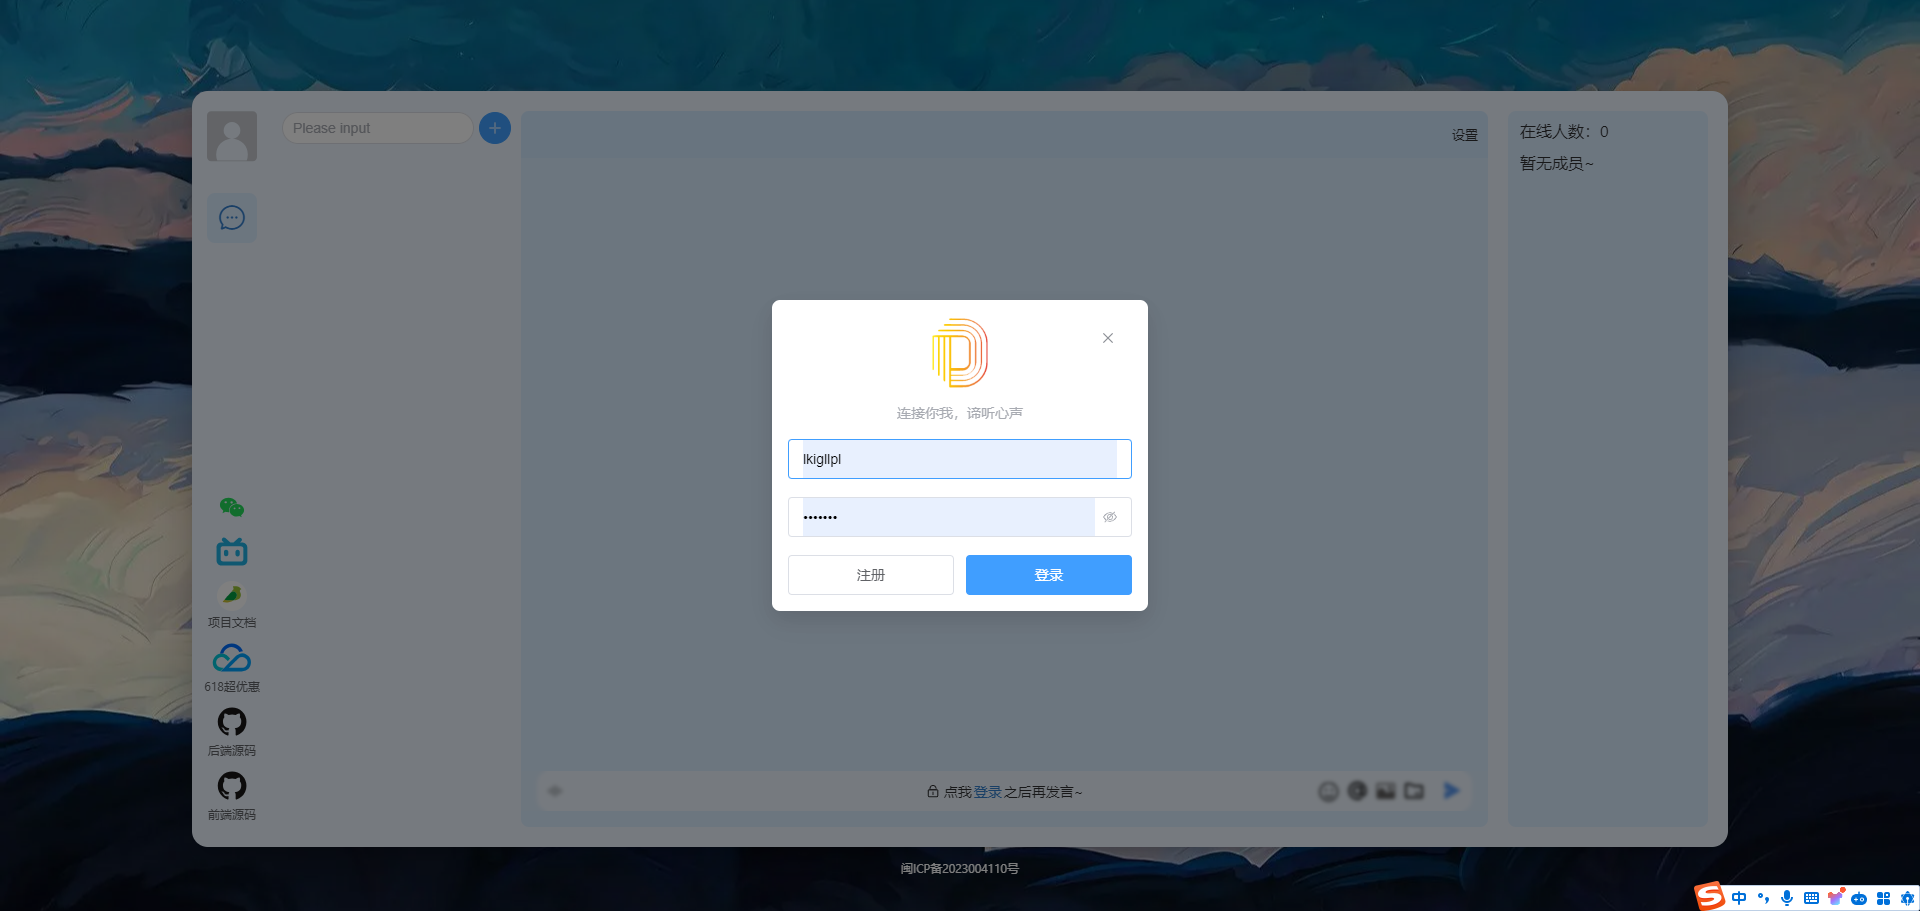 Please input
设置
在线人数：0
暂无成员~
连接你我，谛听心声
lkigllpl
•••••••
注册
登录
项目文档
618超优惠
后端源码
前端源码
点我登录之后再发言~
闽ICP备2023004110号
中